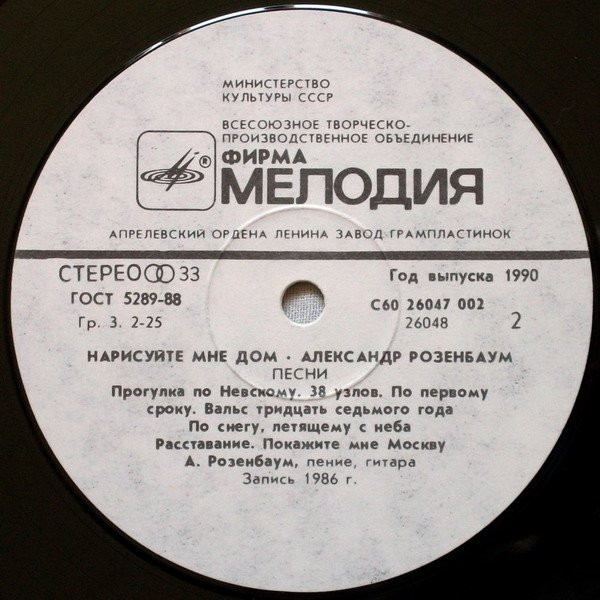 МИНИСТЕРСТВО
КУЛЬТУРЫ СССР
ВСЕСОЮЗНОЕ ТВОРЧЕСКО-
ПРОИЗВОДСТВЕННОЕ ОБЪЕДИНЕНИЕ
ФИРМА
®
МЕЛОДИЯ
АПРЕЛЕВСКИЙ ОРДЕНА ЛЕНИНА ЗАВОД ГРАМПЛАСТИНОК
СТЕРЕО 33
Год выпуска 1990
ГОСТ 5289-88
С60 26047 002
Гр. 3. 2-25
26048
2
НАРИСУЙТЕ МНЕ ДОМ · АЛЕКСАНДР РОЗЕНБАУМ
ПЕСНИ
Прогулка по Невскому. 38 узлов. По первому
сроку. Вальс тридцать седьмого года
По снегу, летящему с неба
Расставание. Покажите мне Москву
А. Розенбаум, пение, гитара
Запись 1986 г.